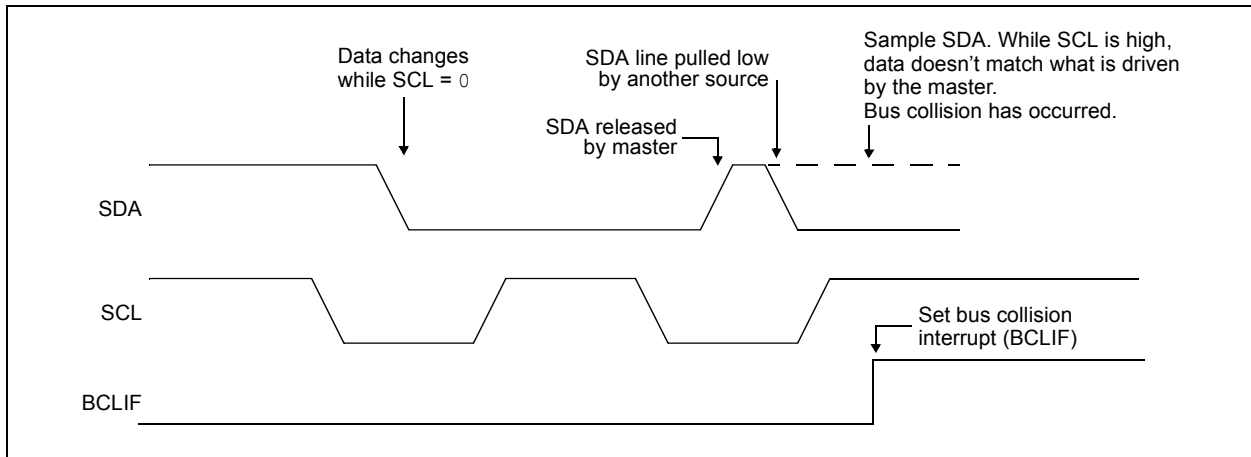 Data changes
while SCL = 0
SDA line pulled low
by another source
Sample SDA. While SCL is high,
data doesn’t match what is driven
by the master.
Bus collision has occurred.
SDA released
by master
SDA
SCL
Set bus collision
interrupt (BCLIF)
BCLIF